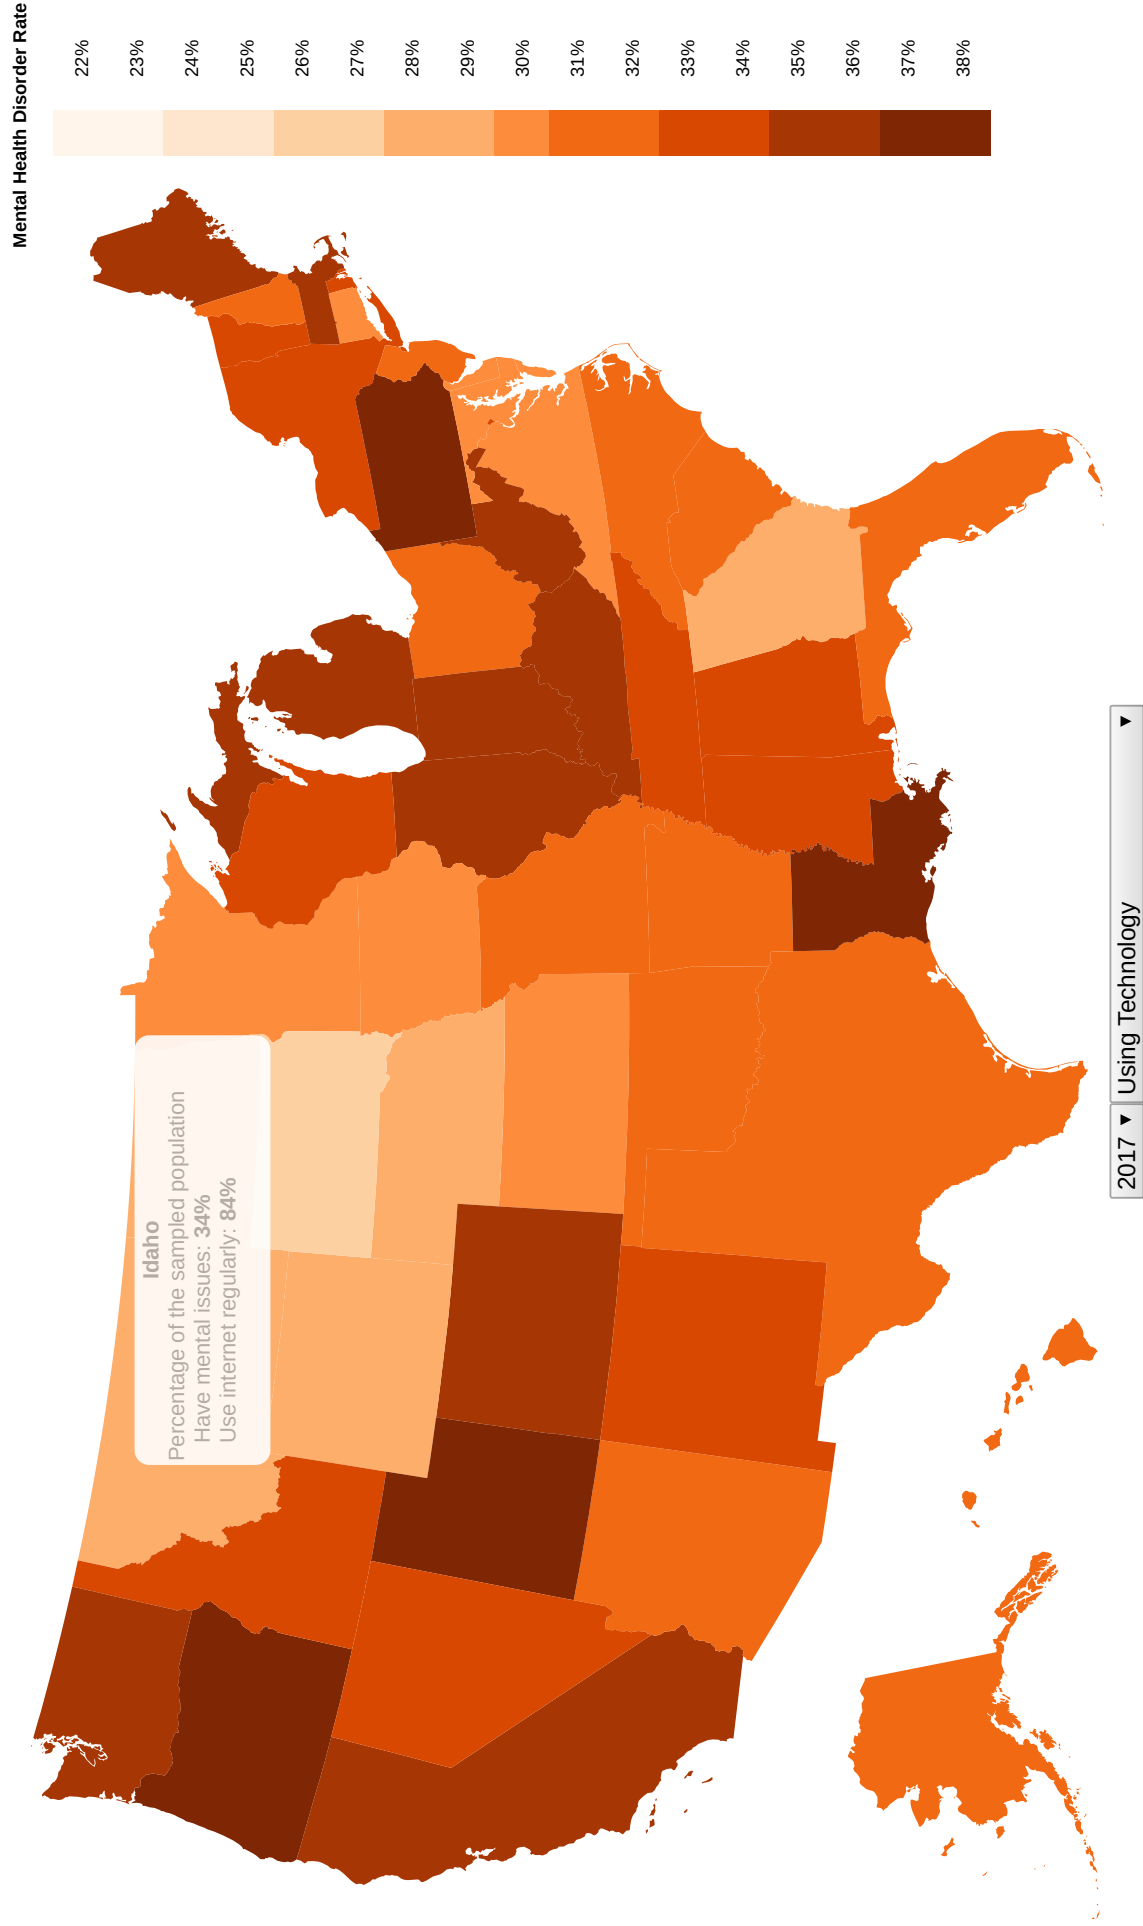 Mental Health Disorder Rate
22%
23%
24%
25%
26%
27%
28%
29%
30%
31%
32%
33%
34%
35%
36%
37%
38%
Idaho
Percentage of the sampled population
Have mental issues: 34%
Use internet regularly: 84%
2017 ▼ Using Technology ▼